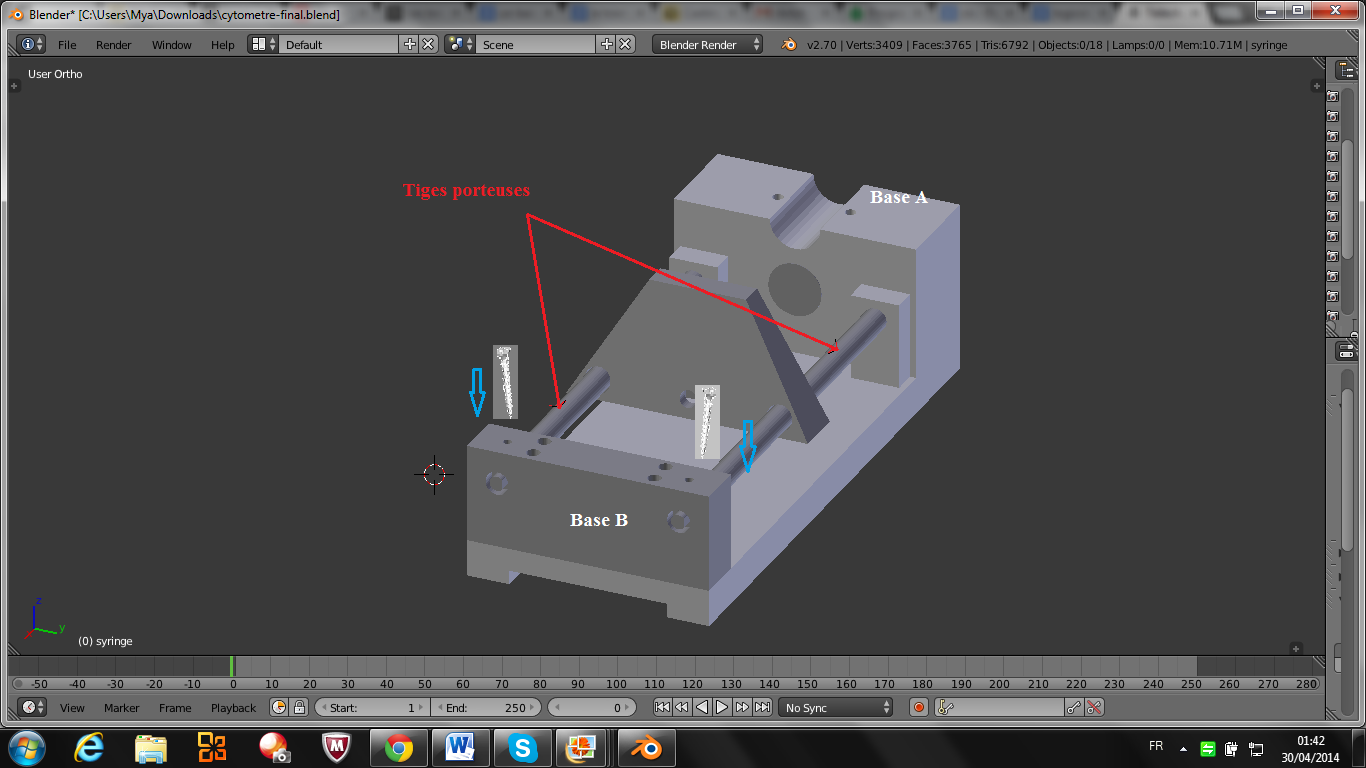 Blender* [C:\Users\Mya\Downloads\cytometre-final.blend]
File Render Window Help Default Scene Blender Render v2.70 | Verts:3409 | Faces:3765 | Tris:6792 | Objects:0/18 | Lamps:0/0 | Mem:10.71M | syringe
User Ortho
Tiges porteuses
Base A
Base B
z
y
(0) syringe
-50 -40 -30 -20 -10 0 10 20 30 40 50 60 70 80 90 100 110 120 130 140 150 160 170 180 190 200 210 220 230 240 250 260 270 280
View Marker Frame Playback Start: 1 End: 250 0 No Sync
FR 01:42
30/04/2014